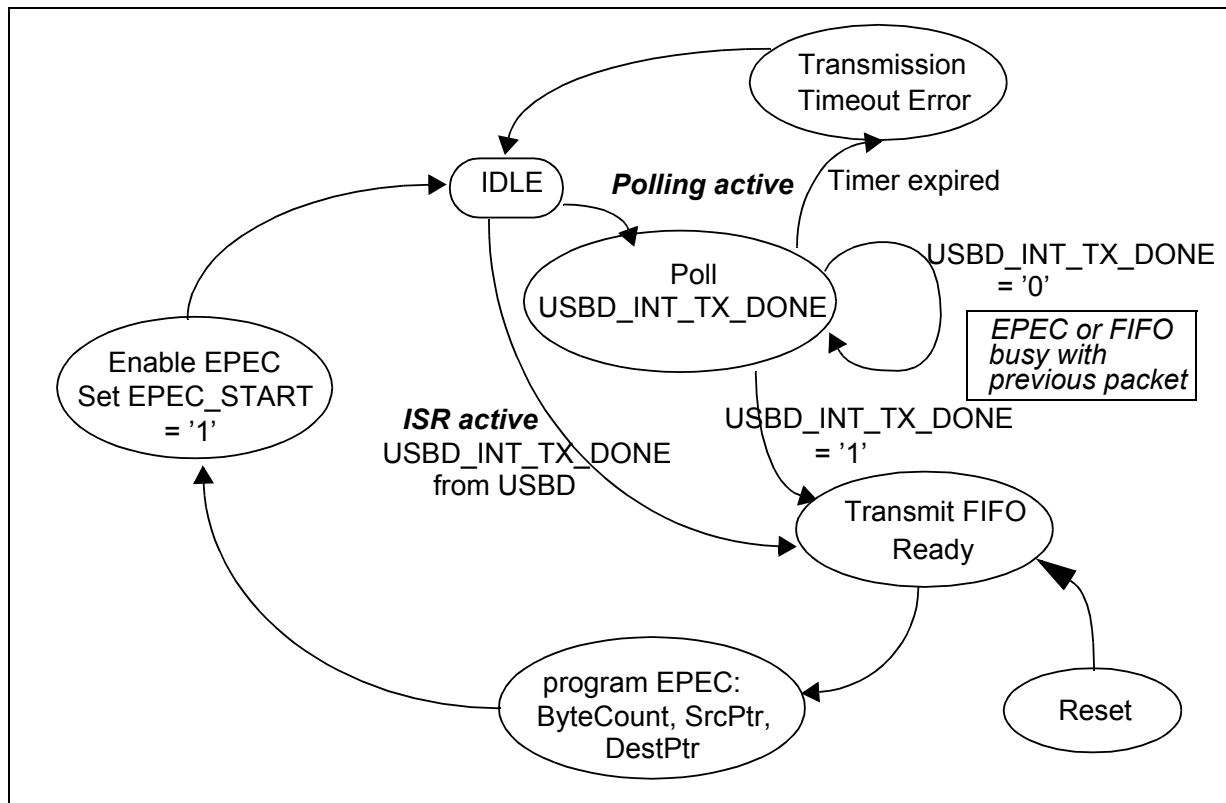 Transmission
Timeout Error
IDLE
Polling active
Timer expired
Poll
USBD_INT_TX_DONE
USBD_INT_TX_DONE
= ’0’
EPEC or FIFO
busy with
previous packet
Enable EPEC
Set EPEC_START
= ’1’
ISR active
USBD_INT_TX_DONE
from USBD
USBD_INT_TX_DONE
= ’1’
Transmit FIFO
Ready
program EPEC:
ByteCount, SrcPtr,
DestPtr
Reset